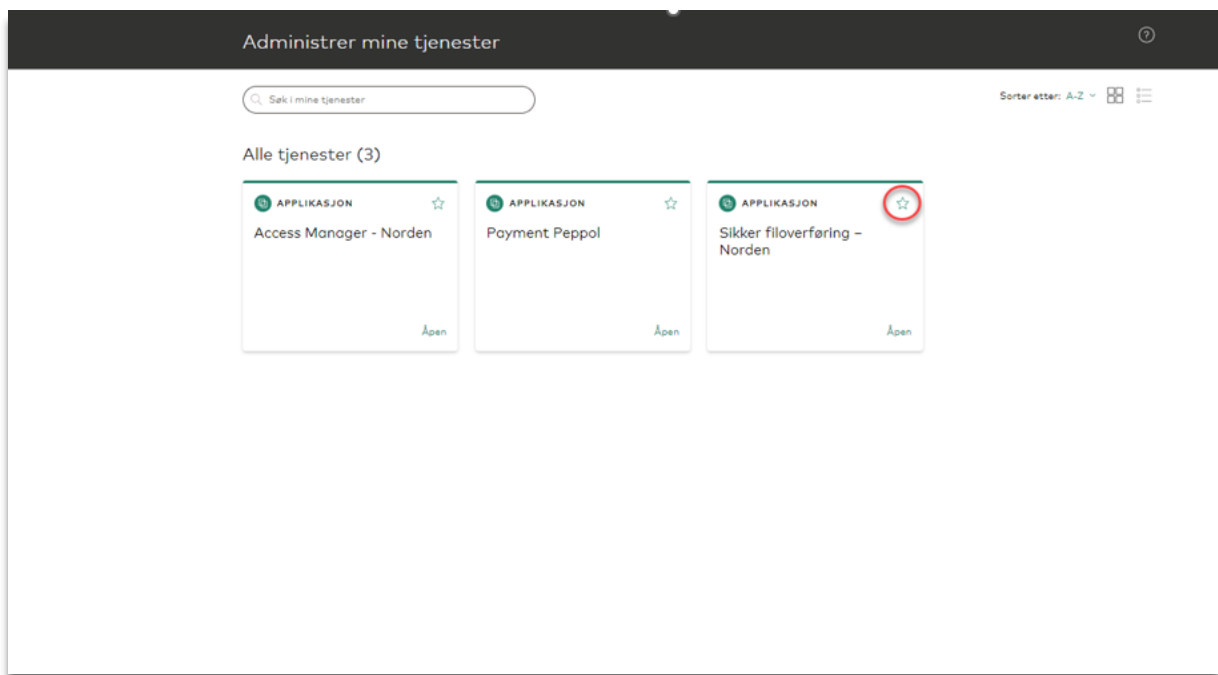 Administrer mine tjenester
Søk i mine tjenester
Sorter etter: A-Z
Alle tjenester (3)
APPLIKASJON
Access Manager - Norden
Åpen
APPLIKASJON
Payment Peppol
Åpen
APPLIKASJON
Sikker filoverføring –
Norden
Åpen